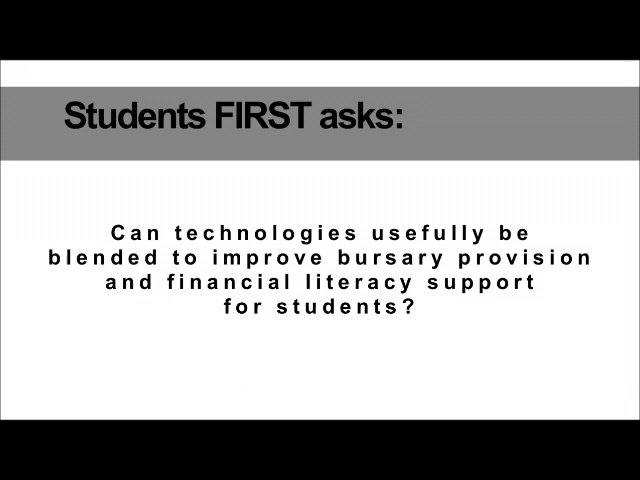 Students FIRST asks:
Can technologies usefully be
blended to improve bursary provision
and financial literacy support
for students?